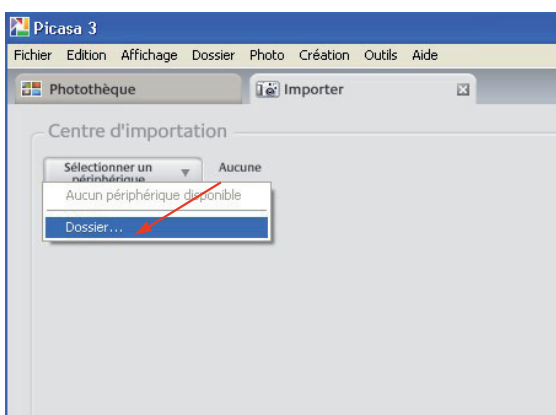 Picasa 3
Fichier Edition Affichage Dossier Photo Création Outils Aide
Photothèque Importer
Centre d'importation
Sélectionner un Aucune
périphérique
Aucun périphérique disponible
Dossier...